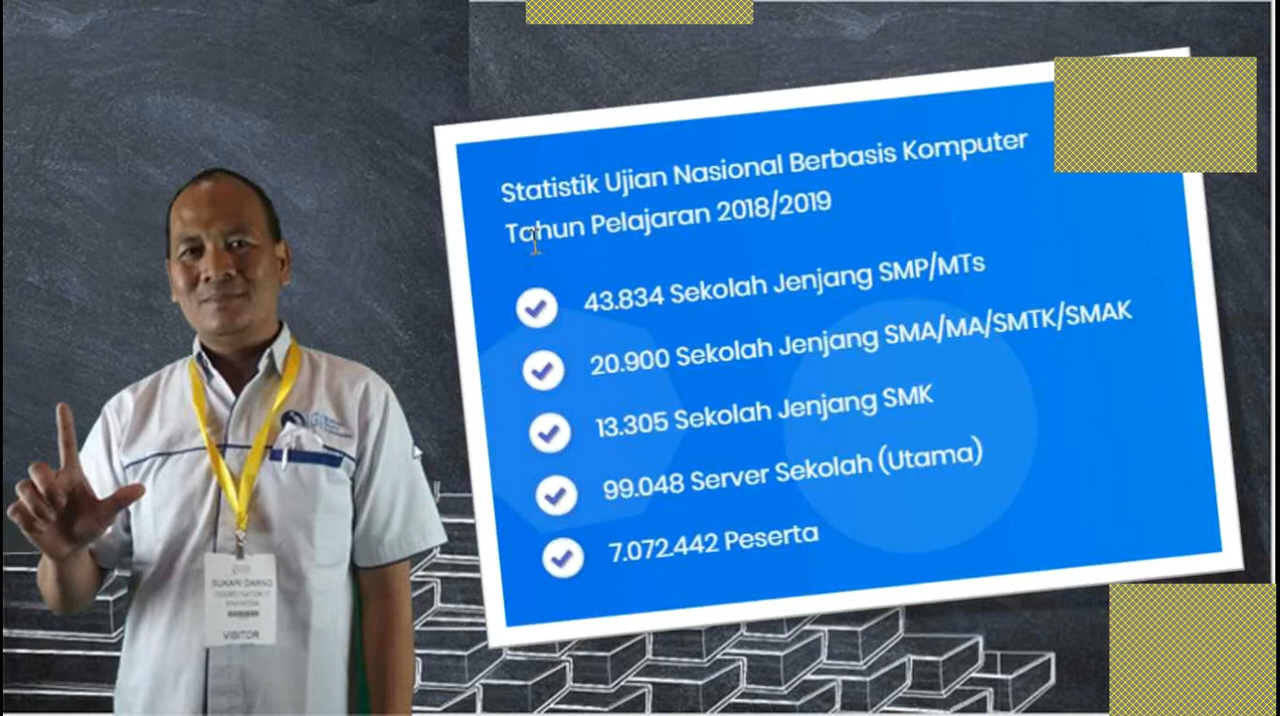 Statistik Ujian Nasional Berbasis Komputer
Tahun Pelajaran 2018/2019
43.834 Sekolah Jenjang SMP/MTs
20.900 Sekolah Jenjang SMA/MA/SMTK/SMAK
13.305 Sekolah Jenjang SMK
99.048 Server Sekolah (Utama)
7.072.442 Peserta
SUKARI DARNO
VISITOR